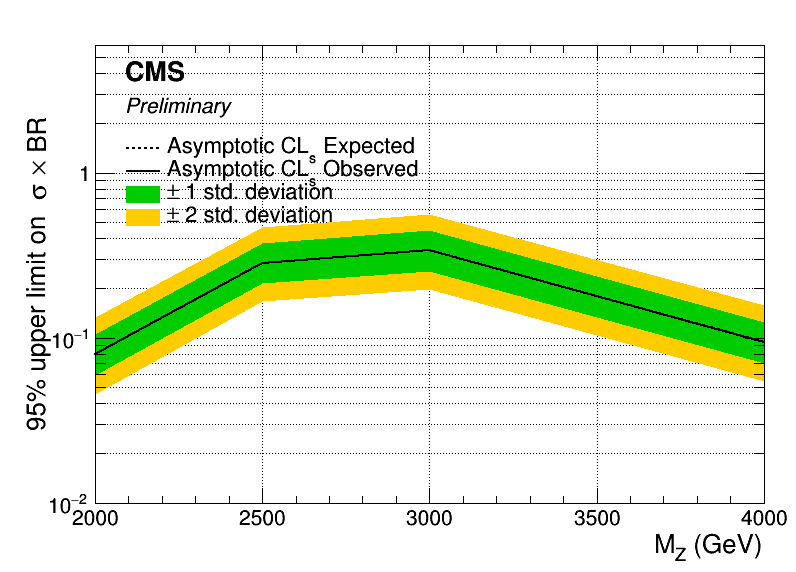 CMS
Preliminary
Asymptotic CLs Expected
Asymptotic CLs Observed
± 1 std. deviation
± 2 std. deviation
95% upper limit on σ × BR
1
10⁻¹
10⁻²
2000 2500 3000 3500 4000
M_Z (GeV)